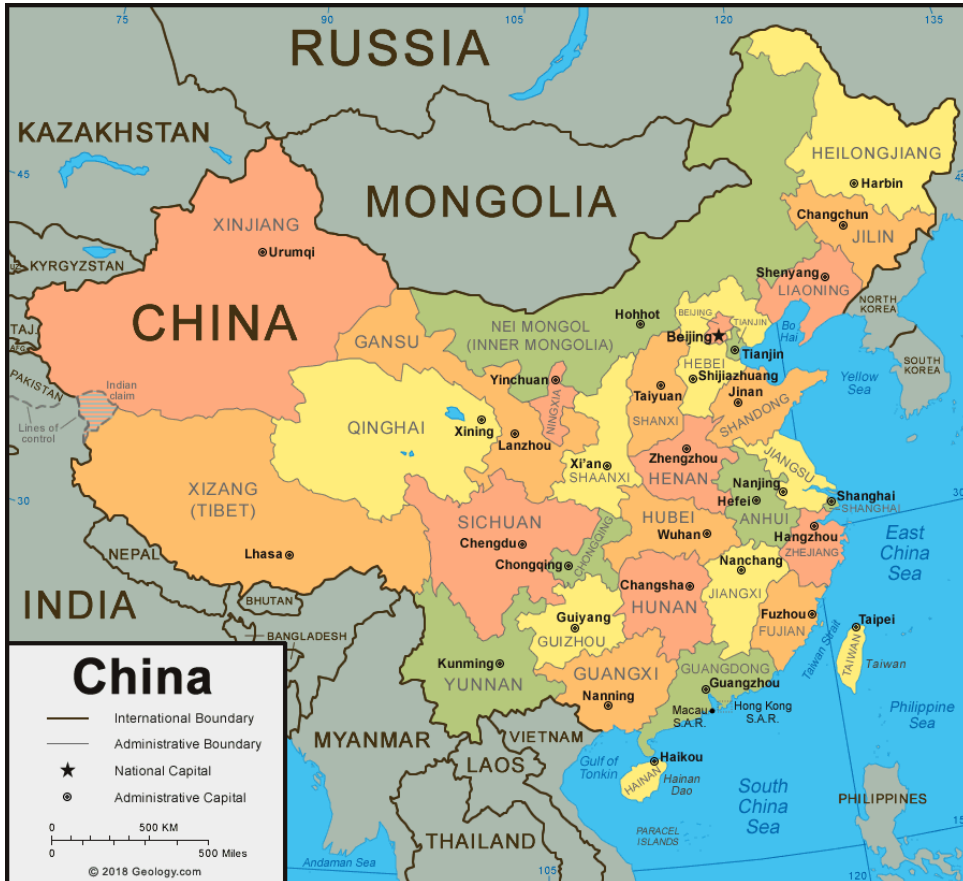 75
90
105
120
135
RUSSIA
KAZAKHSTAN
MONGOLIA
HEILONGJIANG
Harbin
45
45
XINJIANG
Urumqi
Changchun
JILIN
KYRGYZSTAN
Shenyang
LIAONING
CHINA
NORTH
KOREA
Hohhot
BEIJING
TIANJIN
Bo
Hai
NEI MONGOL
(INNER MONGOLIA)
GANSU
Beijing
Tianjin
HEBEI
Shijiazhuang
TAJ.
AFG.
SOUTH
KOREA
PAKISTAN
Indian
claim
Yinchuan
NINGXIA
Taiyuan
Jinan
Yellow
Sea
Lines of
control
QINGHAI
Xining
Lanzhou
SHANXI
SHANDONG
Zhengzhou
Xi'an
SHAANXI
HENAN
JIANGSU
XIZANG
(TIBET)
Nanjing
Hefei
Shanghai
SHANGHAI
30
30
SICHUAN
Chengdu
CHONGQING
HUBEI
Wuhan
ANHUI
Hangzhou
ZHEJIANG
East
China
Sea
NEPAL
Lhasa
Chongqing
Nanchang
JIANGXI
INDIA
BHUTAN
Changsha
HUNAN
Guiyang
GUIZHOU
Fuzhou
FUJIAN
Taipei
BANGLADESH
Taiwan Strait
TAIWAN
Taiwan
Kunming
YUNNAN
GUANGXI
Nanning
GUANGDONG
Guangzhou
Macau
S.A.R.
Hong Kong
S.A.R.
Philippine
Sea
MYANMAR
VIETNAM
LAOS
Gulf of
Tonkin
Haikou
HAINAN
Hainan
Dao
South
China
Sea
PHILIPPINES
THAILAND
PARACEL
ISLANDS
15
Andaman Sea
105
120
China
International Boundary
Administrative Boundary
National Capital
Administrative Capital
0 500 KM
0 500 Miles
© 2018 Geology.com